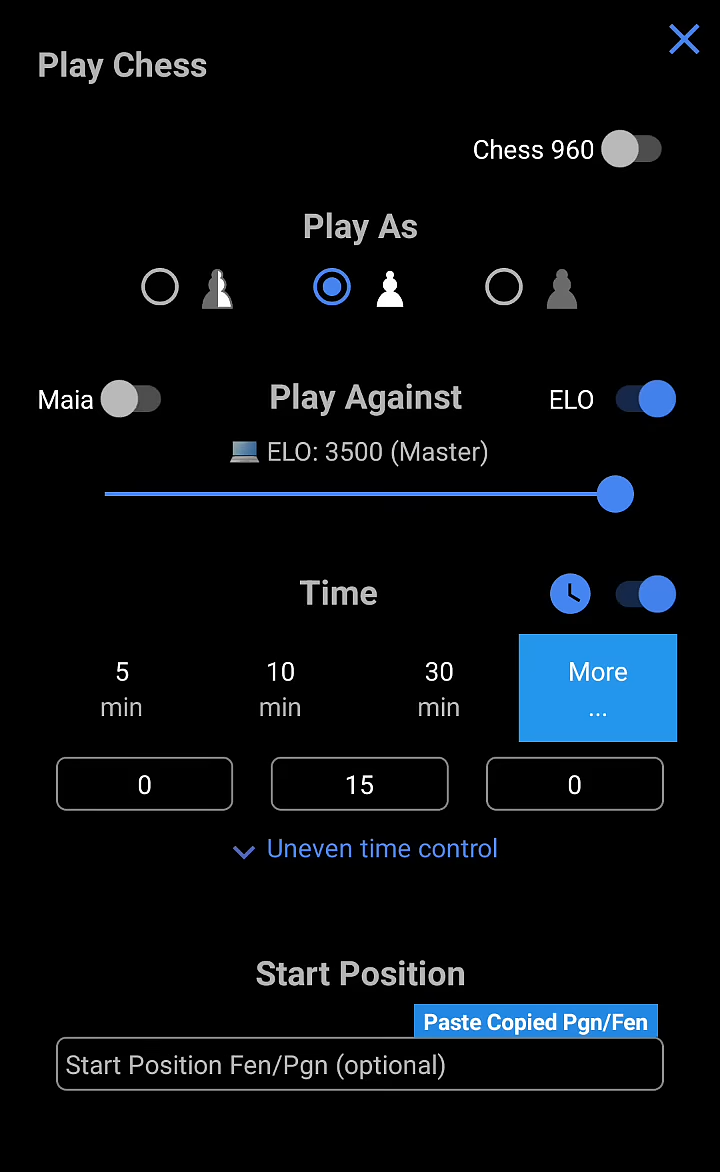 Play Chess
Chess 960
Play As
Maia
Play Against
ELO
ELO: 3500 (Master)
Time
5 min
10 min
30 min
More ...
0
15
0
Uneven time control
Start Position
Paste Copied Pgn/Fen
Start Position Fen/Pgn (optional)